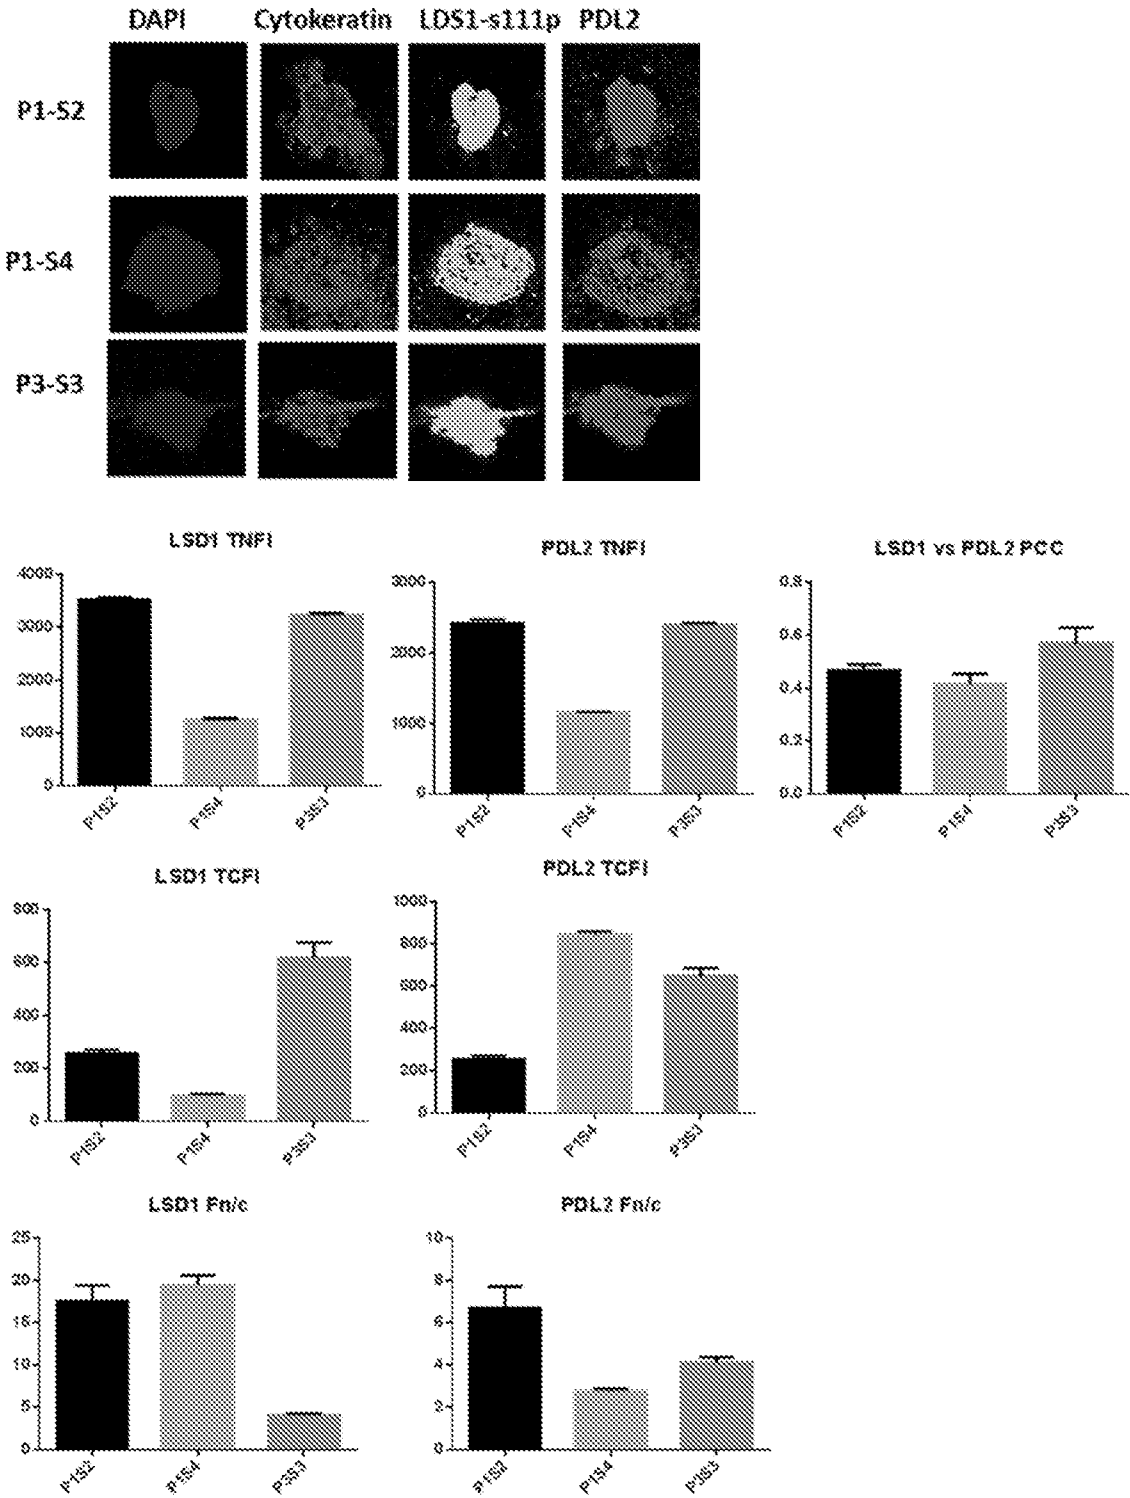 DAPI Cytokeratin LDS1-s111p PDL2
P1-S2
P1-S4
P3-S3
LSD1 TNFI
4000
3000
2000
1000
0
P1S2 P1S4 P3S3
PDL2 TNFI
3000
2000
1000
0
P1S2 P1S4 P3S3
LSD1 vs PDL2 PCC
0.8
0.6
0.4
0.2
0.0
P1S2 P1S4 P3S3
LSD1 TCFI
800
600
400
200
0
P1S2 P1S4 P3S3
PDL2 TCFI
1000
800
600
400
200
0
P1S2 P1S4 P3S3
LSD1 Fn/c
25
20
15
10
5
0
P1S2 P1S4 P3S3
PDL2 Fn/c
10
8
6
4
2
0
P1S2 P1S4 P3S3